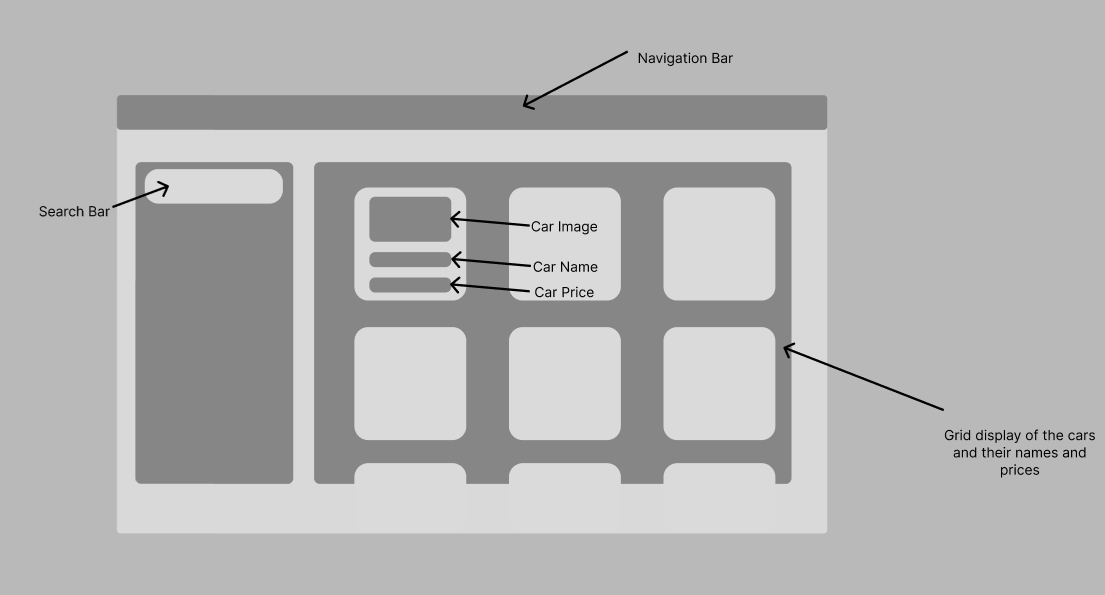 Navigation Bar
Search Bar
Car Image
Car Name
Car Price
Grid display of the cars
and their names and
prices